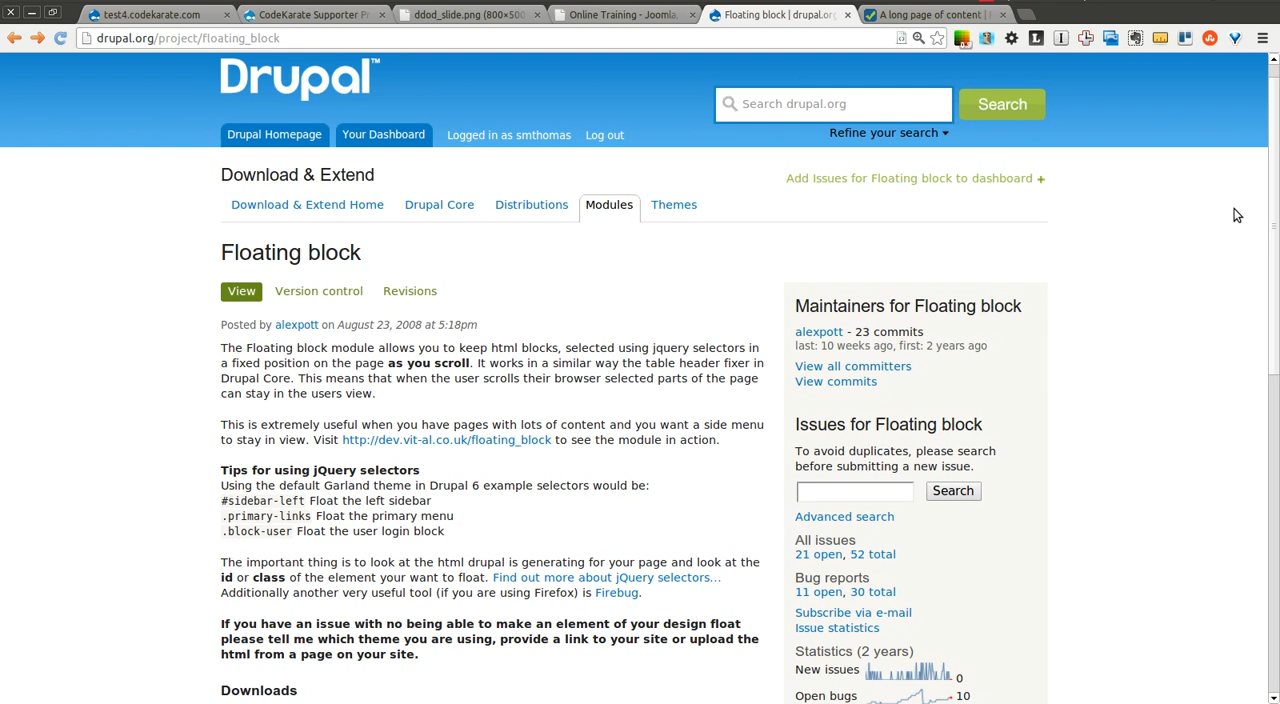 test4.codekarate.com
CodeKarate Supporter Pr
ddod_slide.png (800×500
Online Training - Joomla
Floating block | drupal.org
A long page of content |
drupal.org/project/floating_block
Drupal™
Search drupal.org
Search
Refine your search
Drupal Homepage
Your Dashboard
Logged in as smthomas
Log out
Download & Extend
Add Issues for Floating block to dashboard +
Download & Extend Home
Drupal Core
Distributions
Modules
Themes
Floating block
View
Version control
Revisions
Posted by alexpott on August 23, 2008 at 5:18pm
The Floating block module allows you to keep html blocks, selected using jquery selectors in
a fixed position on the page as you scroll. It works in a similar way the table header fixer in
Drupal Core. This means that when the user scrolls their browser selected parts of the page
can stay in the users view.
This is extremely useful when you have pages with lots of content and you want a side menu
to stay in view. Visit http://dev.vit-al.co.uk/floating_block to see the module in action.
Tips for using jQuery selectors
Using the default Garland theme in Drupal 6 example selectors would be:
#sidebar-left Float the left sidebar
.primary-links Float the primary menu
.block-user Float the user login block
The important thing is to look at the html drupal is generating for your page and look at the
id or class of the element your want to float. Find out more about jQuery selectors...
Additionally another very useful tool (if you are using Firefox) is Firebug.
If you have an issue with no being able to make an element of your design float
please tell me which theme you are using, provide a link to your site or upload the
html from a page on your site.
Downloads
Maintainers for Floating block
alexpott - 23 commits
last: 10 weeks ago, first: 2 years ago
View all committers
View commits
Issues for Floating block
To avoid duplicates, please search
before submitting a new issue.
Search
Advanced search
All issues
21 open, 52 total
Bug reports
11 open, 30 total
Subscribe via e-mail
Issue statistics
Statistics (2 years)
New issues 0
Open bugs 10